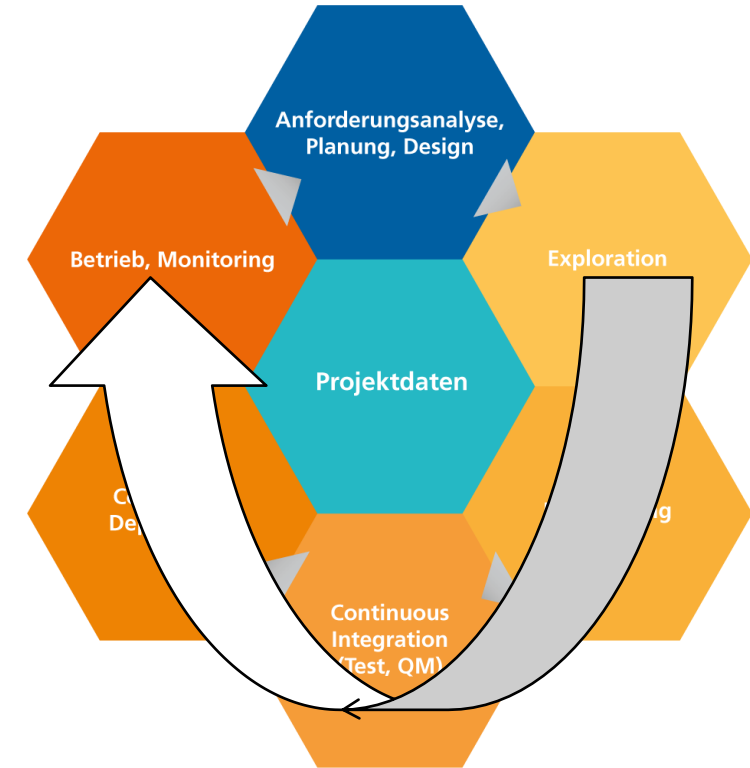 Anforderungsanalyse,
Planung, Design
Betrieb, Monitoring
Exploration
Projektdaten
Continuous
Integration
(Test, QM)